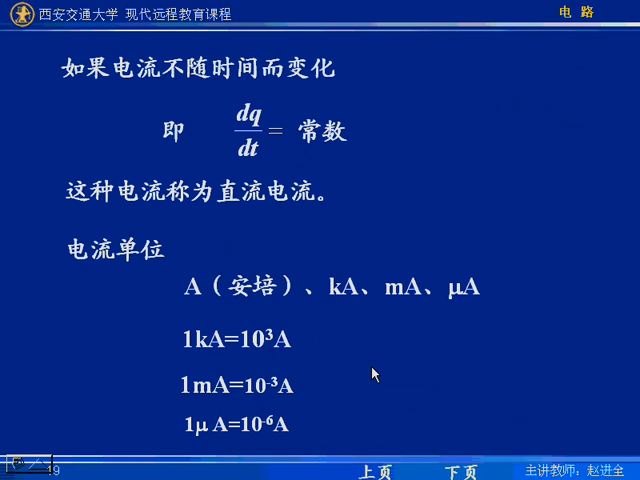 西安交通大学 现代远程教育课程
电 路
如果电流不随时间而变化
即 dq/dt = 常数
这种电流称为直流电流。
电流单位
A（安培）、kA、mA、μA
1kA=10³A
1mA=10⁻³A
1μ A=10⁻⁶A
上页 下页 主讲教师：赵进全